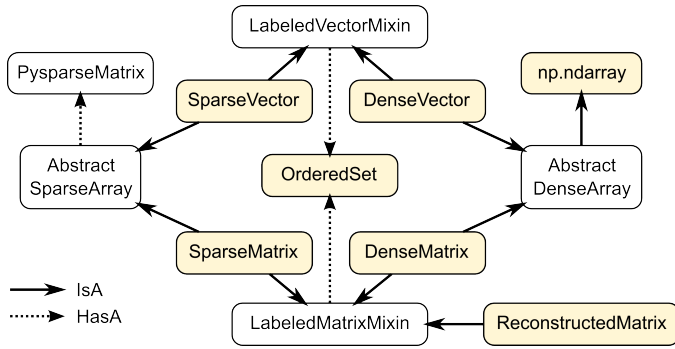 LabeledVectorMixin
PysparseMatrix
SparseVector
DenseVector
np.ndarray
Abstract
SparseArray
OrderedSet
Abstract
DenseArray
SparseMatrix
DenseMatrix
IsA
HasA
LabeledMatrixMixin
ReconstructedMatrix